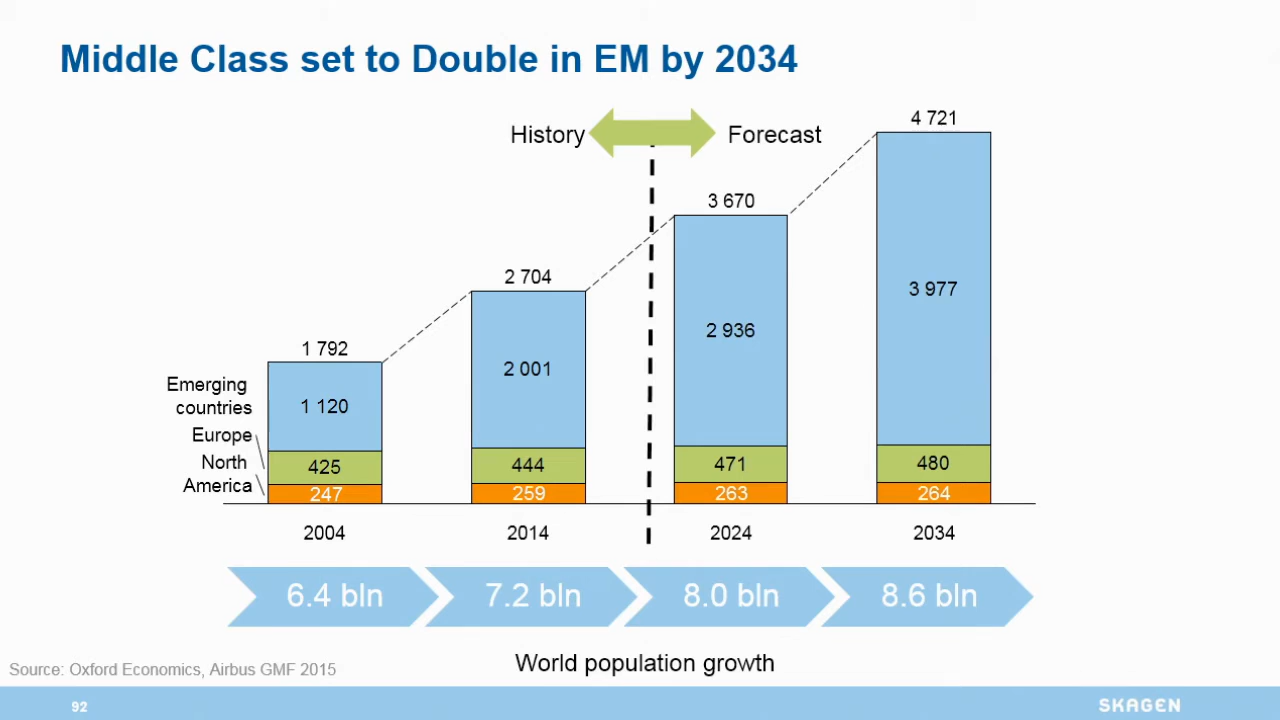 Middle Class set to Double in EM by 2034
History
Forecast
4 721
3 670
2 704
1 792
3 977
2 936
2 001
1 120
Emerging
countries
Europe
North
America
425
444
471
480
247
259
263
264
2004
2014
2024
2034
6.4 bln
7.2 bln
8.0 bln
8.6 bln
World population growth
Source: Oxford Economics, Airbus GMF 2015
92
SKAGEN